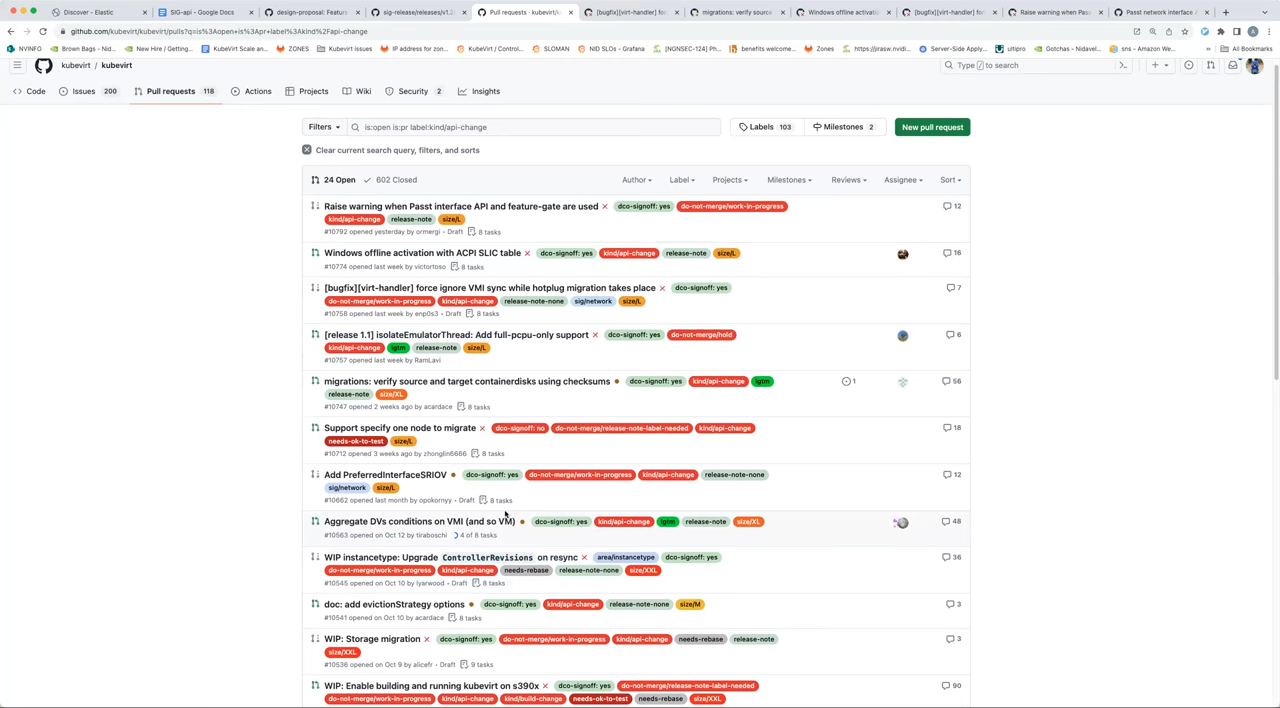 Discover - Elastic
SIG-api - Google Docs
design-proposal: Featur
sig-release/releases/v1.2
Pull requests · kubevirt/k
[bugfix][virt-handler] for
migrations: verify source
Windows offline activatio
[bugfix][virt-handler] for
Raise warning when Pass
Passt network interface A
github.com/kubevirt/kubevirt/pulls?q=is%3Aopen+is%3Apr+label%3Akind%2Fapi-change
NVINFO
Brown Bag - Nid...
New Hire / Getting...
KubeVirt Scale an...
ZONES
Kubevirt Limits
IP address for zon...
KubeVirt / Control...
SLOMAN
NID SLOs - Grafana
[NGNSEC-124] Ph...
benefits welcome...
Zones
https://jirasw.nvidi...
Server-Side Apply...
ultipro
Gotchas - Nidavel...
sns - Amazon We...
»
All Bookmarks
kubevirt / kubevirt
Type / to search
Code
Issues 200
Pull requests 118
Actions
Projects
Wiki
Security 2
Insights
Filters
is:open is:pr label:kind/api-change
Labels 103
Milestones 2
New pull request
Clear current search query, filters, and sorts
24 Open
602 Closed
Author
Label
Projects
Milestones
Reviews
Assignee
Sort
Raise warning when Passt interface API and feature-gate are used dco-signoff: yes do-not-merge/work-in-progress 12
kind/api-change release-note size/L
#10792 opened yesterday by ormergi • Draft 8 tasks
Windows offline activation with ACPI SLIC table dco-signoff: yes kind/api-change release-note size/L 16
#10774 opened last week by victortoso 8 tasks
[bugfix][virt-handler] force ignore VMI sync while hotplug migration takes place dco-signoff: yes 7
do-not-merge/work-in-progress kind/api-change release-note-none sig/network size/L
#10758 opened last week by enp0s3 • Draft 8 tasks
[release 1.1] isolateEmulatorThread: Add full-pcpu-only support dco-signoff: yes do-not-merge/hold 6
kind/api-change lgtm release-note size/L
#10757 opened last week by RamLavi
migrations: verify source and target containerdisks using checksums dco-signoff: yes kind/api-change lgtm 1 56
release-note size/XL
#10747 opened 2 weeks ago by acardace 8 tasks
Support specify one node to migrate dco-signoff: no do-not-merge/release-note-label-needed kind/api-change 18
needs-ok-to-test size/L
#10712 opened 3 weeks ago by zhonglin6666 8 tasks
Add PreferredInterfaceSRIOV dco-signoff: yes do-not-merge/work-in-progress kind/api-change release-note-none 12
sig/network size/L
#10662 opened last month by opokornyy • Draft 8 tasks
Aggregate DVs conditions on VMI (and so VM) dco-signoff: yes kind/api-change lgtm release-note size/XL 48
#10563 opened on Oct 12 by tiraboschi 4 of 8 tasks
WIP instancetype: Upgrade ControllerRevisions on resync area/instancetype dco-signoff: yes 36
do-not-merge/work-in-progress kind/api-change needs-rebase release-note-none size/XXL
#10545 opened on Oct 10 by lyarwood • Draft 8 tasks
doc: add evictionStrategy options dco-signoff: yes kind/api-change release-note-none size/M 3
#10541 opened on Oct 10 by acardace 8 tasks
WIP: Storage migration dco-signoff: yes do-not-merge/work-in-progress kind/api-change needs-rebase release-note 3
size/XXL
#10536 opened on Oct 9 by alicefr • Draft 9 tasks
WIP: Enable building and running kubevirt on s390x dco-signoff: yes do-not-merge/release-note-label-needed 90
do-not-merge/work-in-progress kind/api-change kind/build-change needs-ok-to-test needs-rebase size/XXL